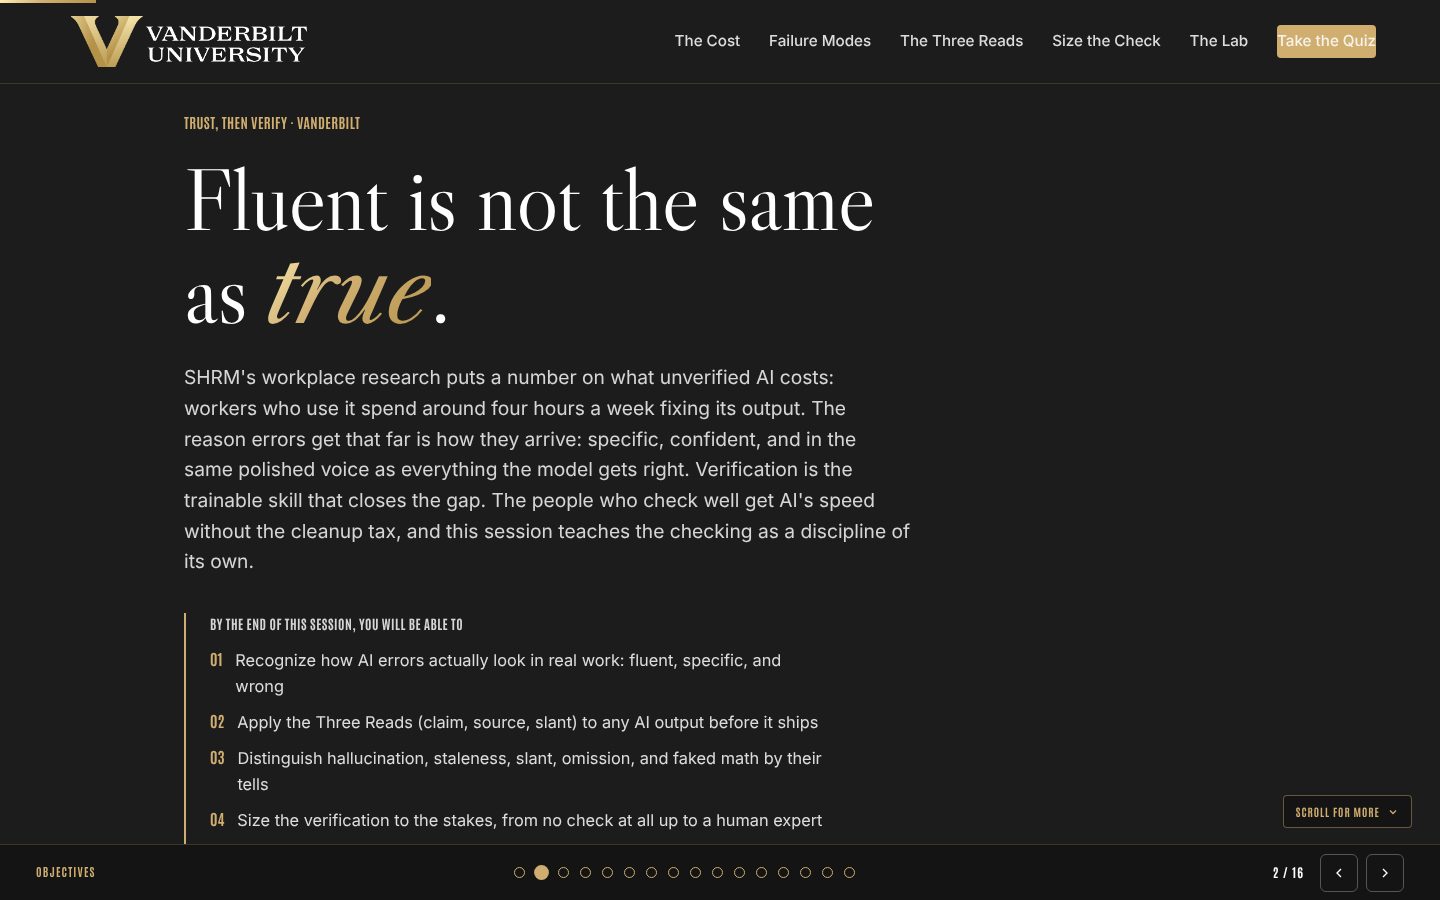 VANDERBILT
UNIVERSITY
The Cost
Failure Modes
The Three Reads
Size the Check
The Lab
Take the Quiz
TRUST, THEN VERIFY · VANDERBILT
Fluent is not the same
as true.
SHRM's workplace research puts a number on what unverified AI costs:
workers who use it spend around four hours a week fixing its output. The
reason errors get that far is how they arrive: specific, confident, and in the
same polished voice as everything the model gets right. Verification is the
trainable skill that closes the gap. The people who check well get AI's speed
without the cleanup tax, and this session teaches the checking as a discipline of
its own.
BY THE END OF THIS SESSION, YOU WILL BE ABLE TO
01 Recognize how AI errors actually look in real work: fluent, specific, and
wrong
02 Apply the Three Reads (claim, source, slant) to any AI output before it ships
03 Distinguish hallucination, staleness, slant, omission, and faked math by their
tells
04 Size the verification to the stakes, from no check at all up to a human expert
SCROLL FOR MORE
OBJECTIVES
2 / 16